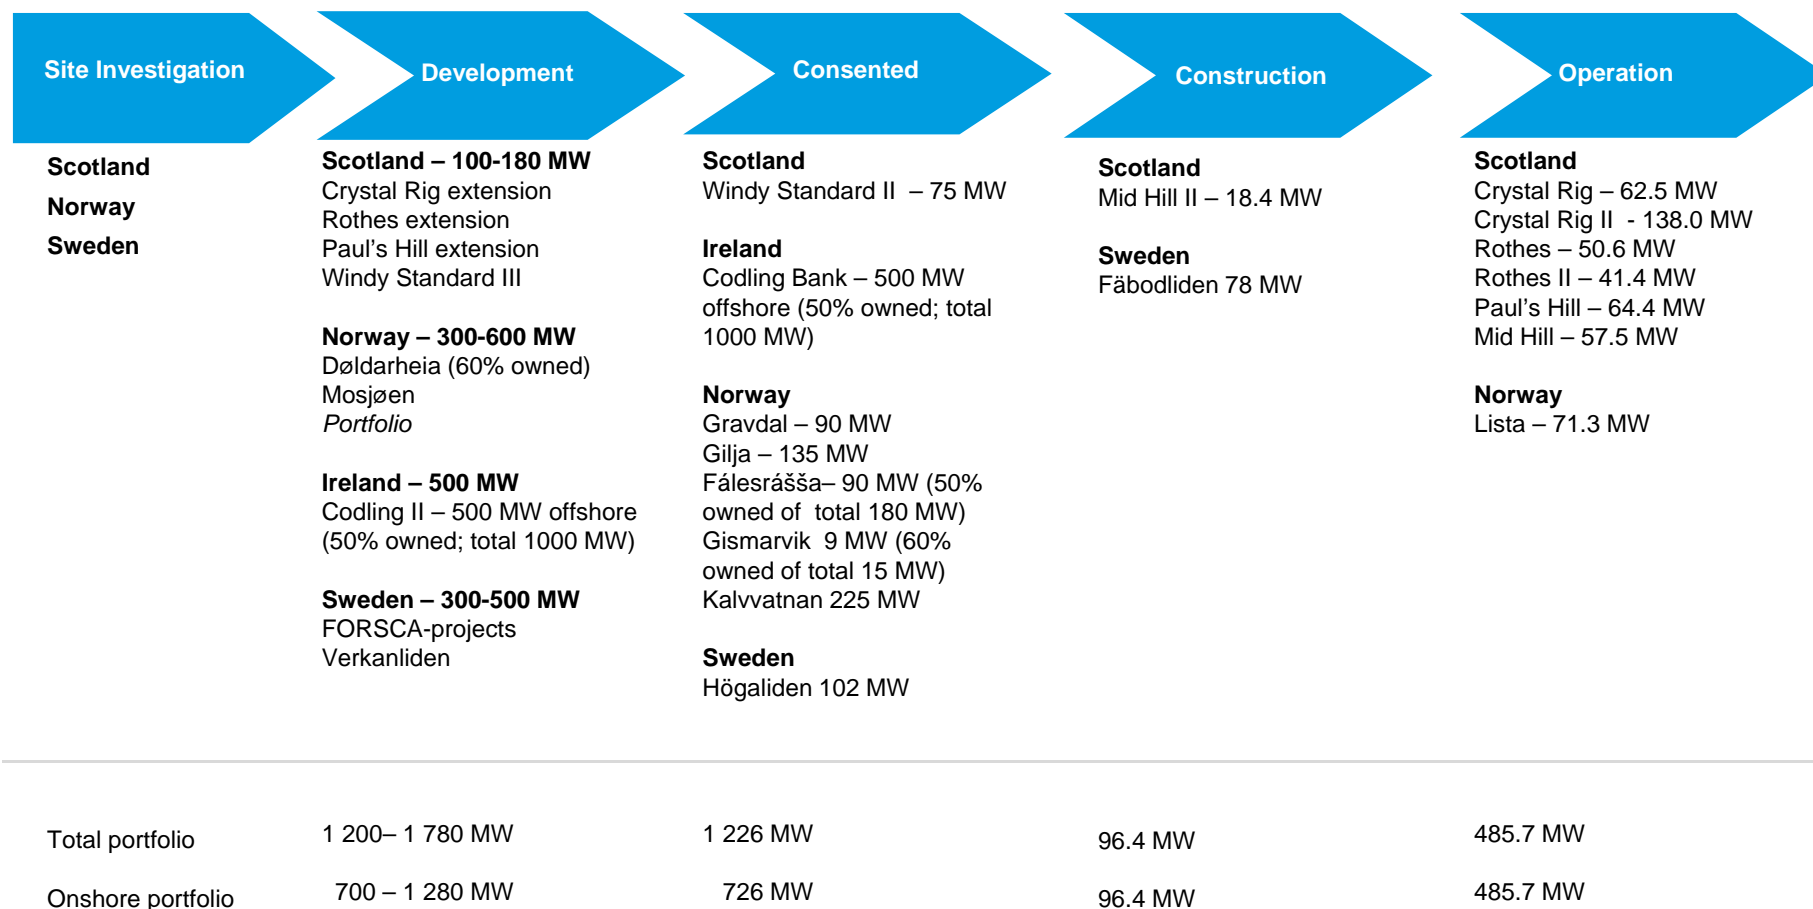 Site Investigation
Development
Consented
Construction
Operation
Scotland
Norway
Sweden
Scotland – 100-180 MW
Crystal Rig extension
Rothes extension
Paul's Hill extension
Windy Standard III
Norway – 300-600 MW
Døldarheia (60% owned)
Mosjøen
Portfolio
Ireland – 500 MW
Codling II – 500 MW offshore
(50% owned; total 1000 MW)
Sweden – 300-500 MW
FORSCA-projects
Verkanliden
Scotland
Windy Standard II – 75 MW
Ireland
Codling Bank – 500 MW
offshore (50% owned; total
1000 MW)
Norway
Gravdal – 90 MW
Gilja – 135 MW
Fálesrášša– 90 MW (50%
owned of total 180 MW)
Gismarvik 9 MW (60%
owned of total 15 MW)
Kalvvatnan 225 MW
Sweden
Högaliden 102 MW
Scotland
Mid Hill II – 18.4 MW
Sweden
Fäbodliden 78 MW
Scotland
Crystal Rig – 62.5 MW
Crystal Rig II - 138.0 MW
Rothes – 50.6 MW
Rothes II – 41.4 MW
Paul's Hill – 64.4 MW
Mid Hill – 57.5 MW
Norway
Lista – 71.3 MW
Total portfolio 1 200– 1 780 MW 1 226 MW 96.4 MW 485.7 MW
Onshore portfolio 700 – 1 280 MW 726 MW 96.4 MW 485.7 MW